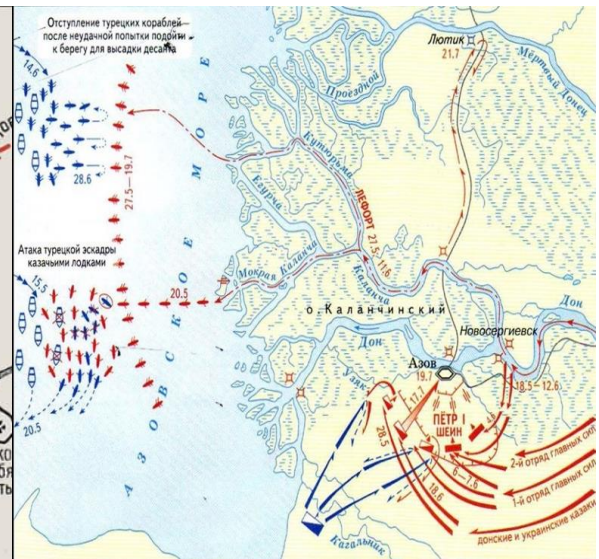 Отступление турецких кораблей
после неудачной попытки подойти
к берегу для высадки десанта
14.6
28.6
27.5—19.7
Атака турецкой эскадры
казачьими лодками
15.5
20.5
20.5
АЗОВСКОЕ МОРЕ
Лютик
21.7
Мёртвый Донец
Проездной
Кутюрьма
Егурча
ЛЕФОРТ 27.5-11.6
Мокрая Каланча
Каланча
о. Каланчинский
Дон
Дон
Новосергиевск
Азов
19.7
18.5—12.6
Узяк
17.7
ПЁТР I
ШЕИН
28.5
6—7.6
18.6
2-й отряд главных сил
1-й отряд главных сил
донские и украинские казаки
Кагальник